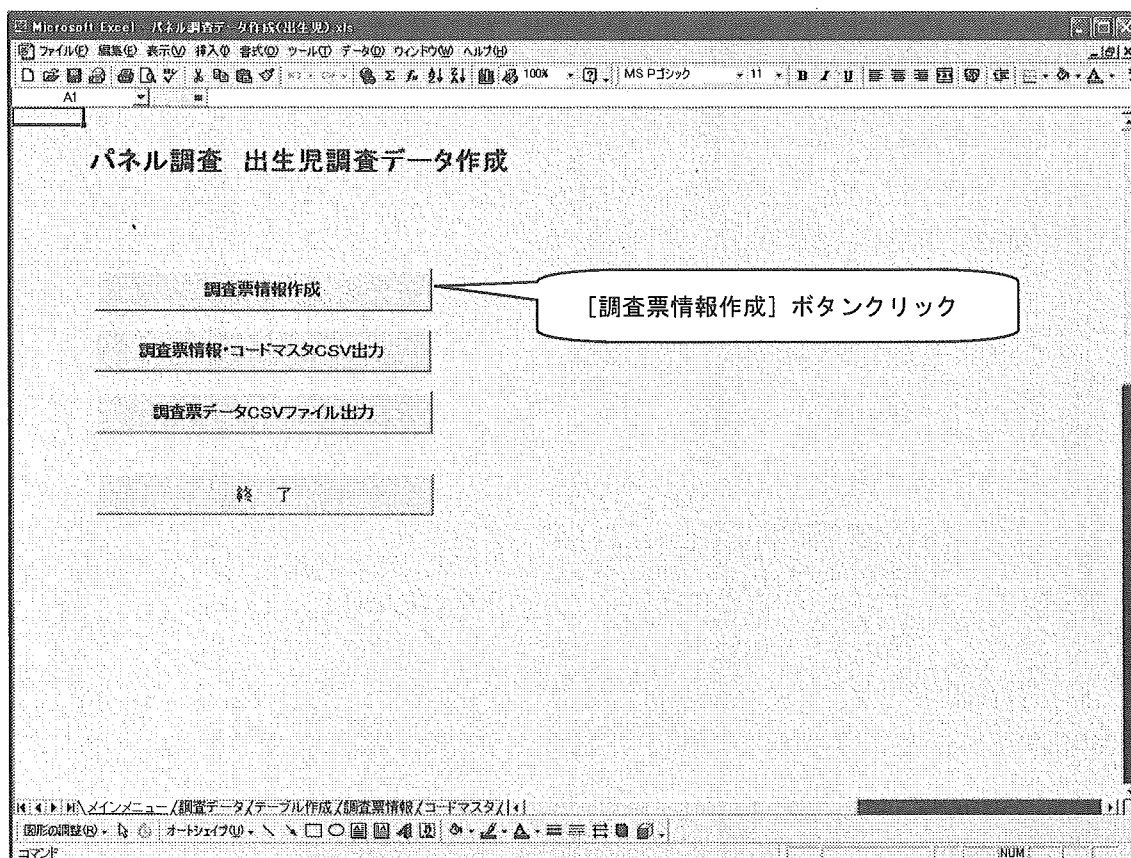 Microsoft Excel - パネル調査データ作成(出生児).xls
ファイル(F) 編集(E) 表示(V) 挿入(I) 書式(O) ツール(T) データ(D) ウィンドウ(W) ヘルプ(H)
100% MS Pゴシック 11 B I U
A1 =
パネル調査 出生児調査データ作成
調査票情報作成
[調査票情報作成] ボタンクリック
調査票情報・コードマスタCSV出力
調査票データCSVファイル出力
終 了
メインメニュー/調査データ/テーブル作成/調査票情報/コードマスタ/
図形の調整(R) オートシェイプ(U)
コマンド NUM